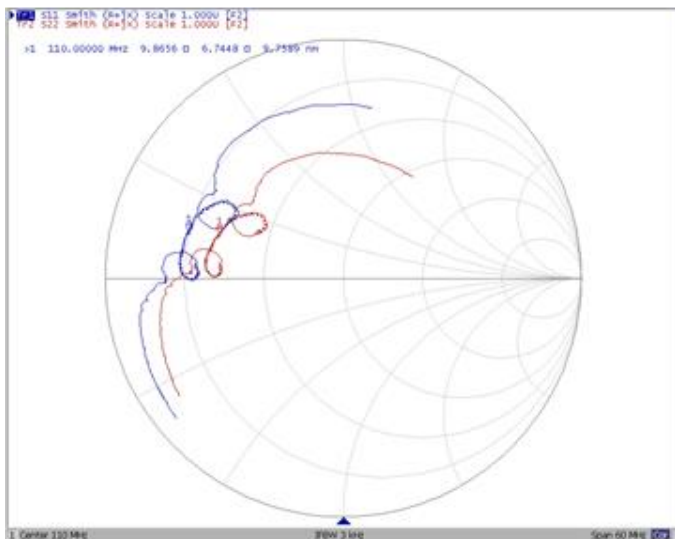 Tr1 S11 Smith (R+jX) Scale 1.000U [F2]
Tr2 S22 Smith (R+jX) Scale 1.000U [F2]
>1 110.00000 MHz 9.8656 Ω 6.7448 Ω 9.7589 nH
1 Center 110 MHz IFBW 3 kHz Span 60 MHz Cor